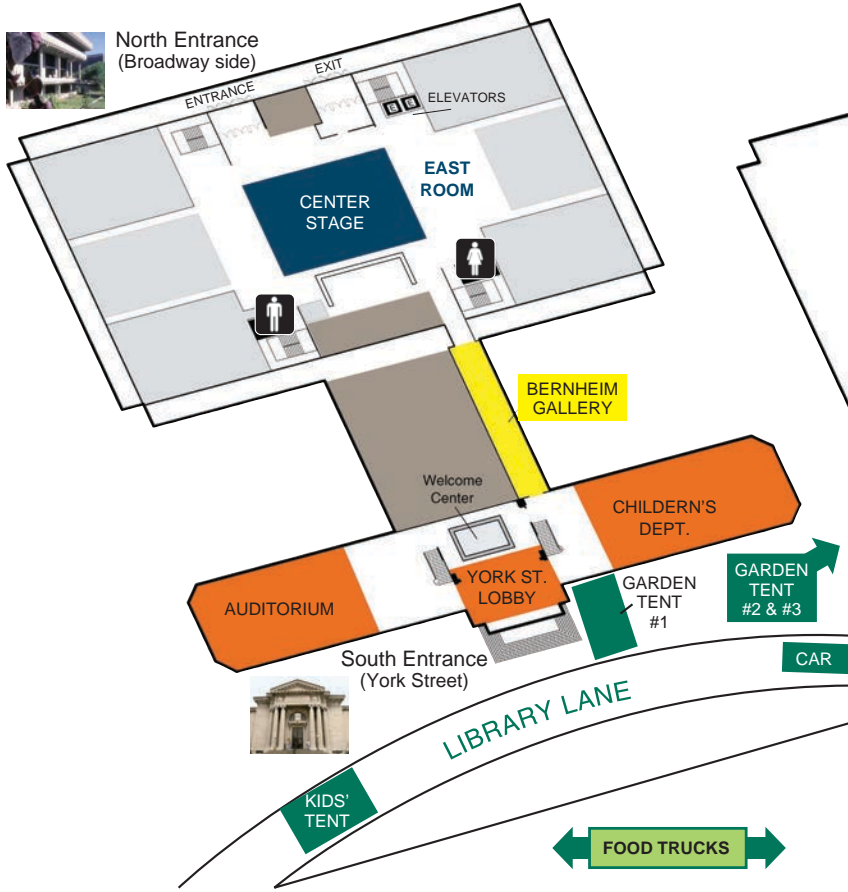 North Entrance
(Broadway side)
ENTRANCE
EXIT
E E
ELEVATORS
EAST
ROOM
CENTER
STAGE
BERNHEIM
GALLERY
Welcome
Center
CHILDERN'S
DEPT.
YORK ST.
LOBBY
AUDITORIUM
GARDEN
TENT
#1
GARDEN
TENT
#2 & #3
South Entrance
(York Street)
CAR
LIBRARY LANE
KIDS'
TENT
FOOD TRUCKS